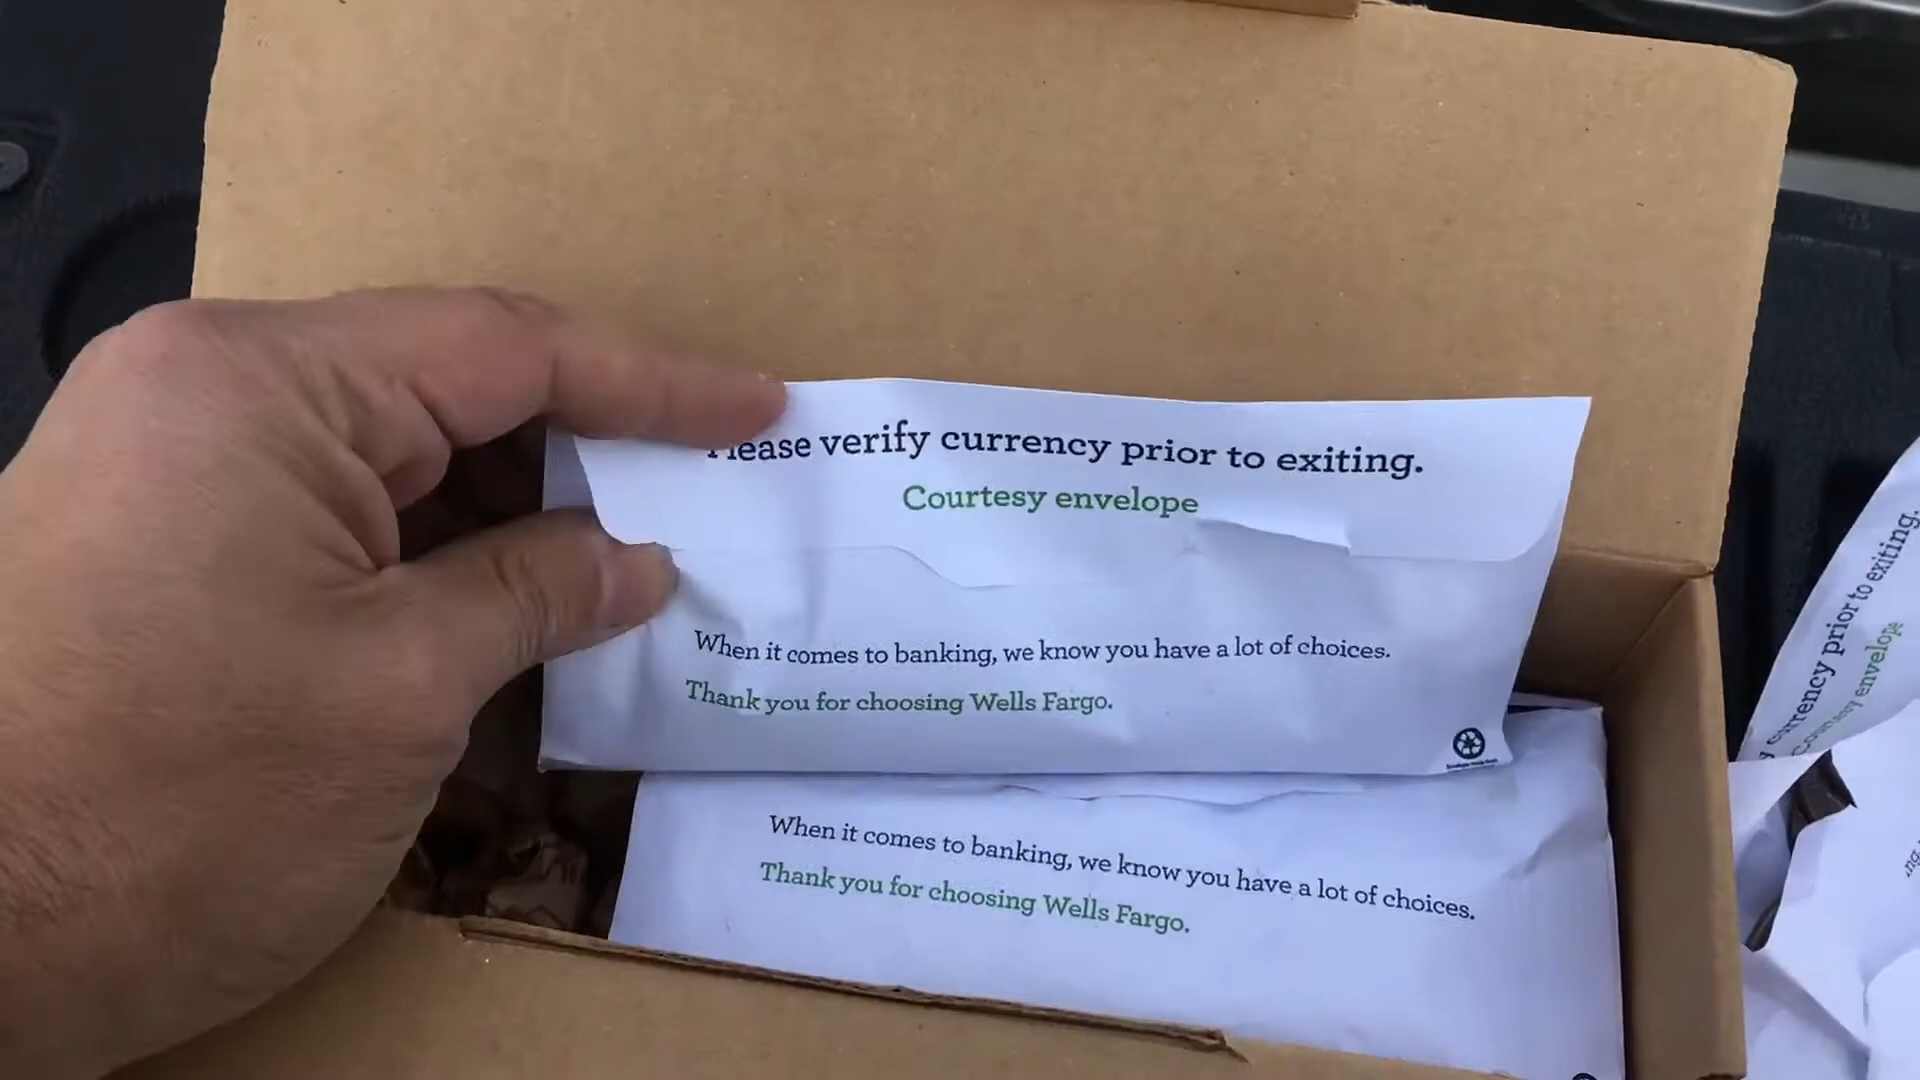 Please verify currency prior to exiting.
Courtesy envelope
When it comes to banking, we know you have a lot of choices.
Thank you for choosing Wells Fargo.
When it comes to banking, we know you have a lot of choices.
Thank you for choosing Wells Fargo.
currency prior to exiting.
Courtesy envelope